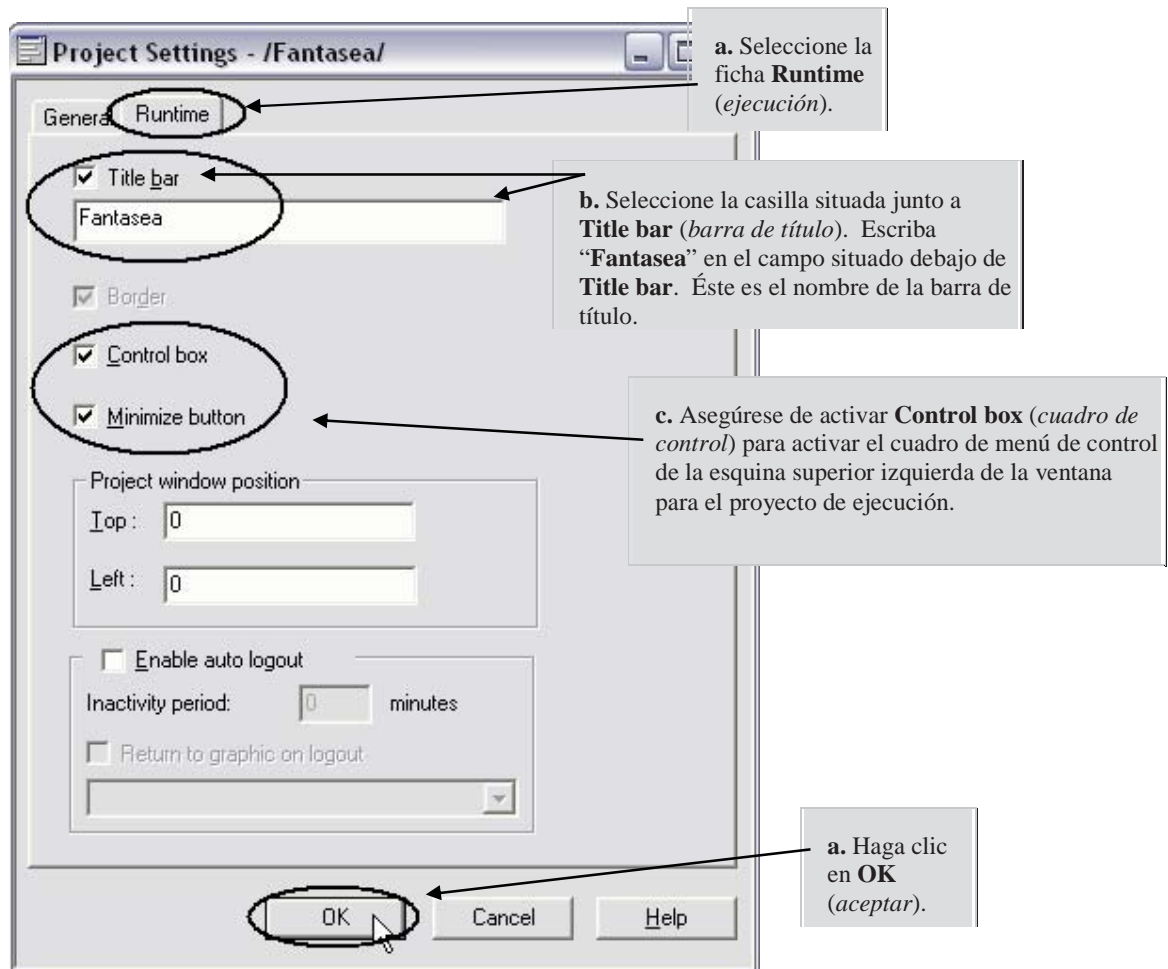 Project Settings - /Fantasea/
a. Seleccione la
ficha Runtime
(ejecución).
General
Runtime
Title bar
Fantasea
b. Seleccione la casilla situada junto a
Title bar (barra de título). Escriba
“Fantasea” en el campo situado debajo de
Title bar. Éste es el nombre de la barra de
título.
Border
Control box
Minimize button
c. Asegúrese de activar Control box (cuadro de
control) para activar el cuadro de menú de control
de la esquina superior izquierda de la ventana
para el proyecto de ejecución.
Project window position
Top : 0
Left : 0
Enable auto logout
Inactivity period: 0 minutes
Return to graphic on logout
a. Haga clic
en OK
(aceptar).
OK Cancel Help